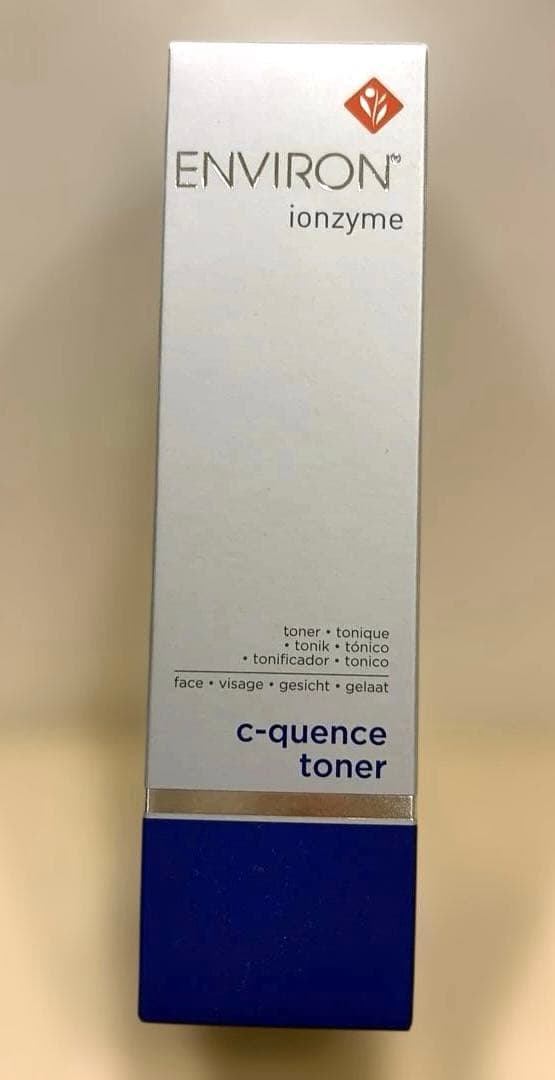 ENVIRON
ionzyme
toner • tonique
• tonik • tónico
• tonificador • tonico
face • visage • gesicht • gelaat
c-quence
toner